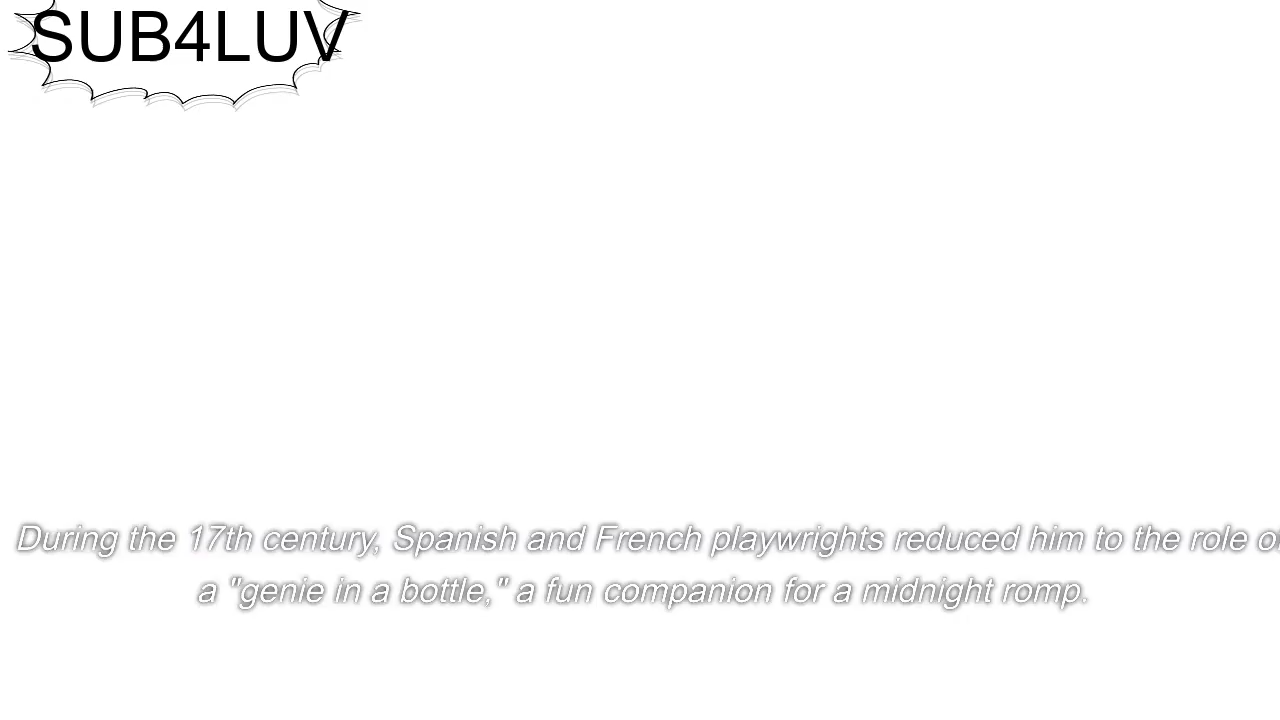 SUB4LUV
During the 17th century, Spanish and French playwrights reduced him to the role of
a "genie in a bottle," a fun companion for a midnight romp.